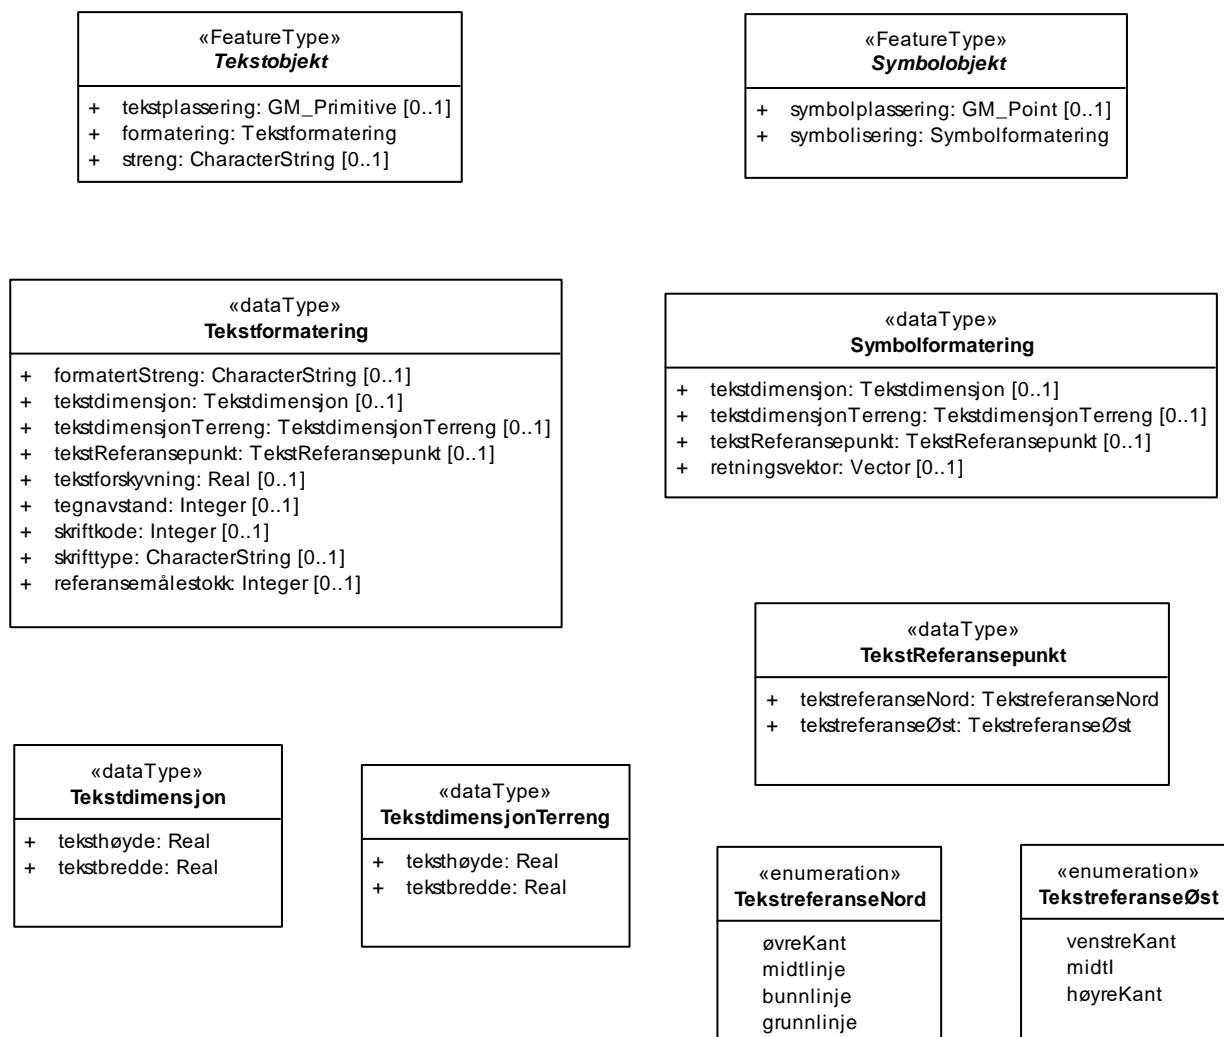 «FeatureType»
Tekstobjekt
+ tekstplassering: GM_Primitive [0..1]
+ formatering: Tekstformatering
+ streng: CharacterString [0..1]
«FeatureType»
Symbolobjekt
+ symbolplassering: GM_Point [0..1]
+ symbolisering: Symbolformatering
«dataType»
Tekstformatering
+ formatertStreng: CharacterString [0..1]
+ tekstdimensjon: Tekstdimensjon [0..1]
+ tekstdimensjonTerreng: TekstdimensjonTerreng [0..1]
+ tekstReferansepunkt: TekstReferansepunkt [0..1]
+ tekstforskyvning: Real [0..1]
+ tegnavstand: Integer [0..1]
+ skriftkode: Integer [0..1]
+ skrifttype: CharacterString [0..1]
+ referansemålestokk: Integer [0..1]
«dataType»
Symbolformatering
+ tekstdimensjon: Tekstdimensjon [0..1]
+ tekstdimensjonTerreng: TekstdimensjonTerreng [0..1]
+ tekstReferansepunkt: TekstReferansepunkt [0..1]
+ retningsvektor: Vector [0..1]
«dataType»
TekstReferansepunkt
+ tekstreferanseNord: TekstreferanseNord
+ tekstreferanseØst: TekstreferanseØst
«dataType»
Tekstdimensjon
+ teksthøyde: Real
+ tekstbredde: Real
«dataType»
TekstdimensjonTerreng
+ teksthøyde: Real
+ tekstbredde: Real
«enumeration»
TekstreferanseNord
øvreKant
midtlinje
bunnlinje
grunnlinje
«enumeration»
TekstreferanseØst
venstreKant
midtI
høyreKant